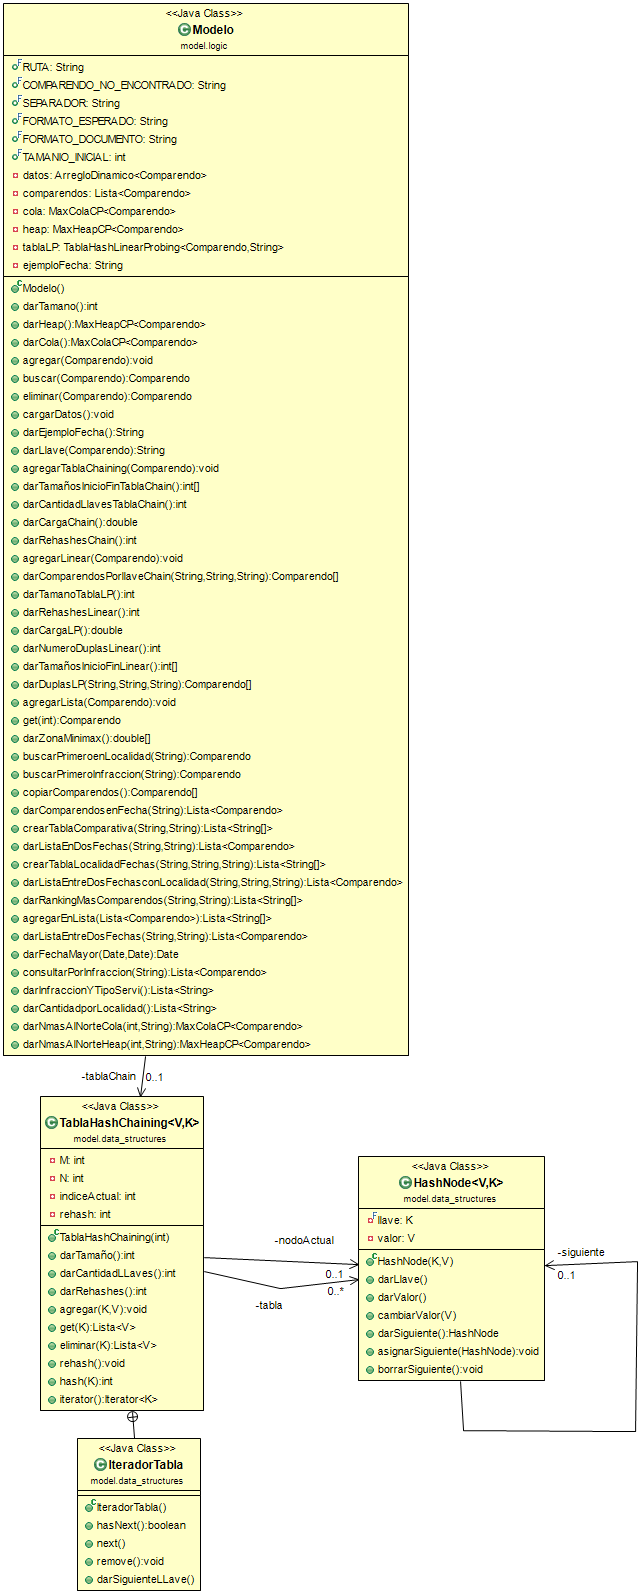 <<Java Class>>
Modelo
model.logic
RUTA: String
COMPARENDO_NO_ENCONTRADO: String
SEPARADOR: String
FORMATO_ESPERADO: String
FORMATO_DOCUMENTO: String
TAMANIO_INICIAL: int
datos: ArregloDinamico<Comparendo>
comparendos: Lista<Comparendo>
cola: MaxColaCP<Comparendo>
heap: MaxHeapCP<Comparendo>
tablaLP: TablaHashLinearProbing<Comparendo,String>
ejemploFecha: String
Modelo()
darTamano():int
darHeap():MaxHeapCP<Comparendo>
darCola():MaxColaCP<Comparendo>
agregar(Comparendo):void
buscar(Comparendo):Comparendo
eliminar(Comparendo):Comparendo
cargarDatos():void
darEjemploFecha():String
darLlave(Comparendo):String
agregarTablaChaining(Comparendo):void
darTamañosInicioFinTablaChain():int[]
darCantidadLlavesTablaChain():int
darCargaChain():double
darRehashesChain():int
agregarLinear(Comparendo):void
darComparendosPorllaveChain(String,String,String):Comparendo[]
darTamanoTablaLP():int
darRehashesLinear():int
darCargaLP():double
darNumeroDuplasLinear():int
darTamañosInicioFinLinear():int[]
darDuplasLP(String,String,String):Comparendo[]
agregarLista(Comparendo):void
get(int):Comparendo
darZonaMinimax():double[]
buscarPrimeroenLocalidad(String):Comparendo
buscarPrimeroInfraccion(String):Comparendo
copiarComparendos():Comparendo[]
darComparendosenFecha(String):Lista<Comparendo>
crearTablaComparativa(String,String):Lista<String[]>
darListaEnDosFechas(String,String):Lista<Comparendo>
crearTablaLocalidadFechas(String,String,String):Lista<String[]>
darListaEntreDosFechasconLocalidad(String,String,String):Lista<Comparendo>
darRankingMasComparendos(String,String):Lista<String[]>
agregarEnLista(Lista<Comparendo>):Lista<String[]>
darListaEntreDosFechas(String,String):Lista<Comparendo>
darFechaMayor(Date,Date):Date
consultarPorInfraccion(String):Lista<Comparendo>
darInfraccionYTipoServi():Lista<String>
darCantidadporLocalidad():Lista<String>
darNmasAlNorteCola(int,String):MaxColaCP<Comparendo>
darNmasAlNorteHeap(int,String):MaxHeapCP<Comparendo>
-tablaChain 0..1
<<Java Class>>
TablaHashChaining<V,K>
model.data_structures
M: int
N: int
indiceActual: int
rehash: int
TablaHashChaining(int)
darTamaño():int
darCantidadLLaves():int
darRehashes():int
agregar(K,V):void
get(K):Lista<V>
eliminar(K):Lista<V>
rehash():void
hash(K):int
iterator():Iterator<K>
-nodoActual
0..1
-tabla
0..*
<<Java Class>>
HashNode<V,K>
model.data_structures
llave: K
valor: V
HashNode(K,V)
darLlave()
darValor()
cambiarValor(V)
darSiguiente():HashNode
asignarSiguiente(HashNode):void
borrarSiguiente():void
-siguiente
0..1
<<Java Class>>
IteradorTabla
model.data_structures
IteradorTabla()
hasNext():boolean
next()
remove():void
darSiguienteLLave()